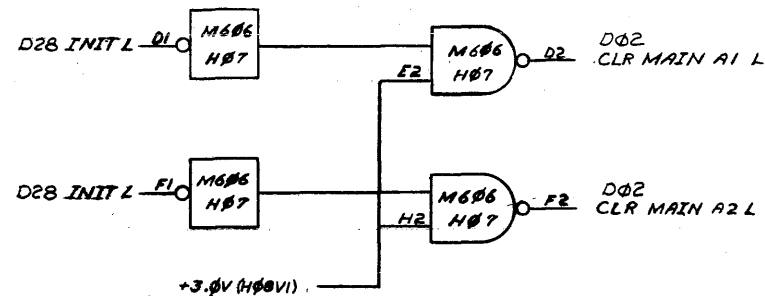 D28 INIT L D1 M6Ø6 HØ7 M6Ø6 HØ7 E2 D2 DØ2
CLR MAIN A1 L
D28 INIT L F1 M6Ø6 HØ7 M6Ø6 HØ7 H2 F2 DØ2
CLR MAIN A2 L
+3.ØV (HØ8V1)